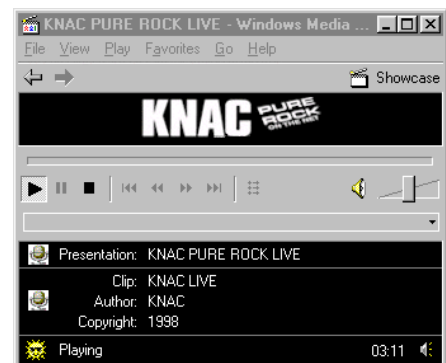 KNAC PURE ROCK LIVE - Windows Media ...
File View Play Favorites Go Help
Showcase
KNAC PURE ROCK ON THE NET
Presentation: KNAC PURE ROCK LIVE
Clip: KNAC LIVE
Author: KNAC
Copyright: 1998
Playing 03:11